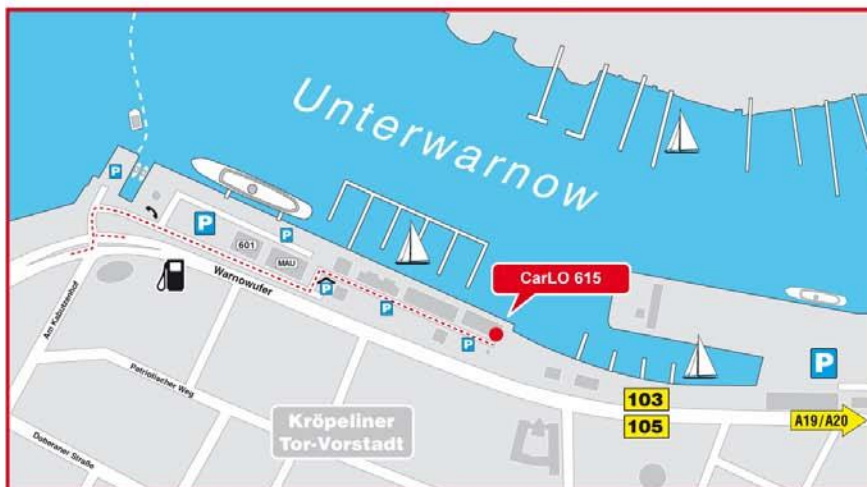 Unterwarnow
P
P
P
601
MAU
CarLO 615
Warnowufer
P
P
P
P
Am Kabutzenhof
Patriotischer Weg
Doberaner Straße
Kröpeliner
Tor-Vorstadt
103
105
A19/A20